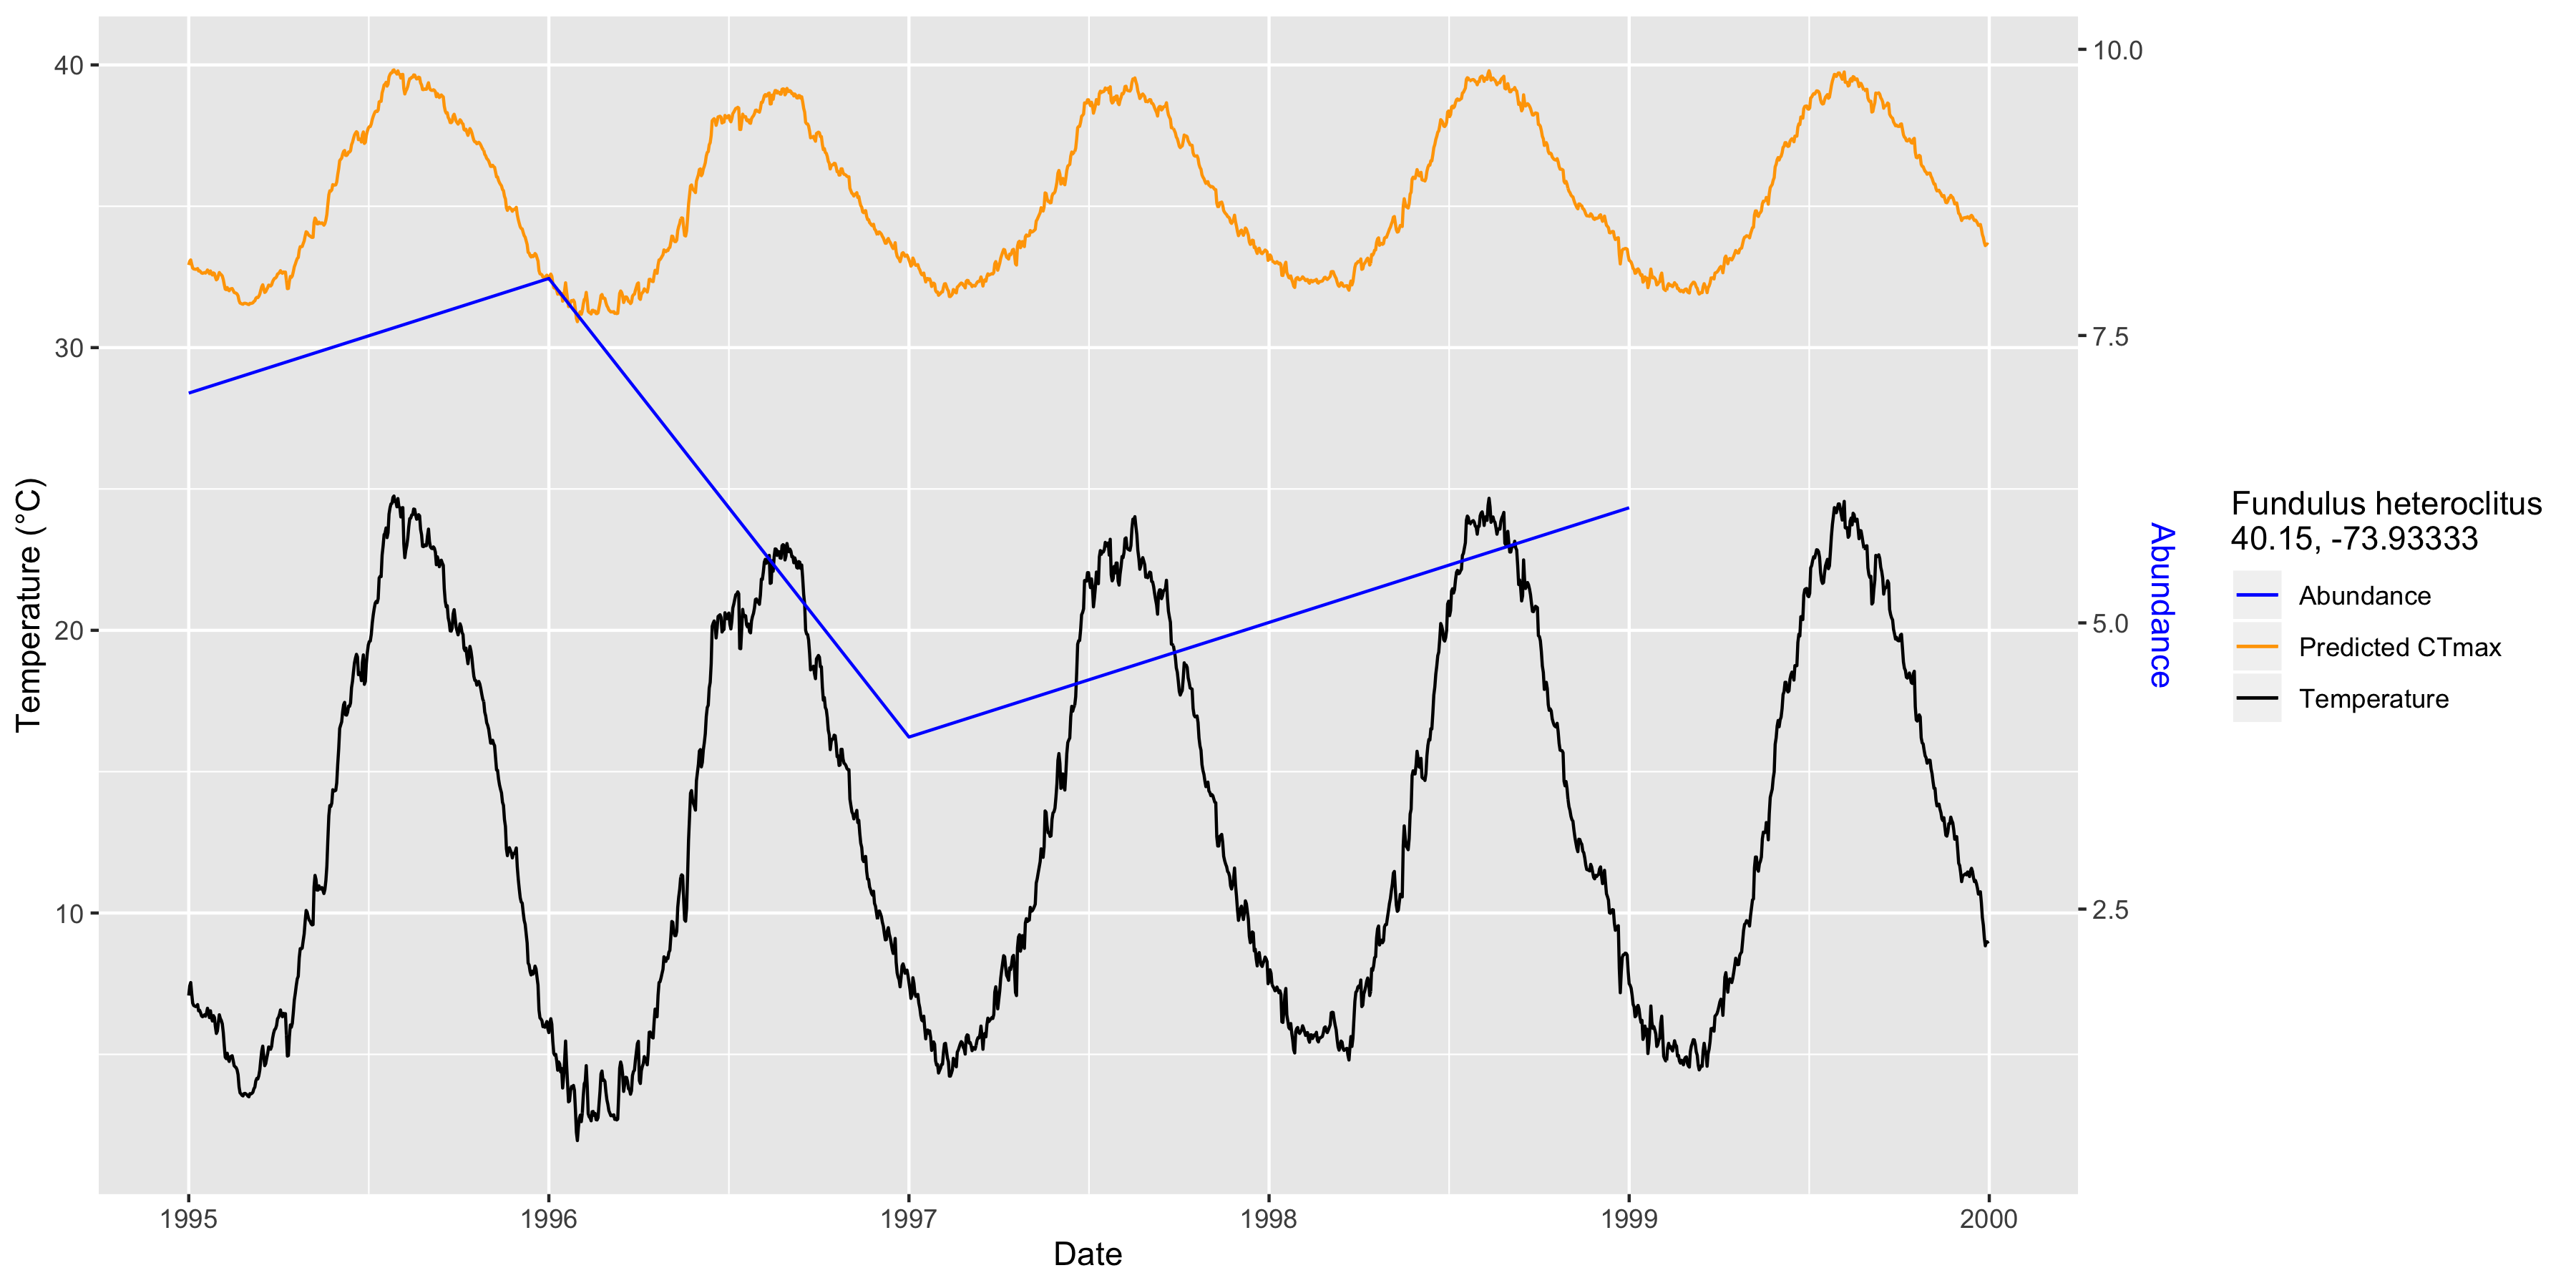 40
30
20
10
Temperature (°C)
1995
1996
1997
1998
1999
2000
Date
10.0
7.5
5.0
2.5
Abundance
Fundulus heteroclitus
40.15, -73.93333
Abundance
Predicted CTmax
Temperature